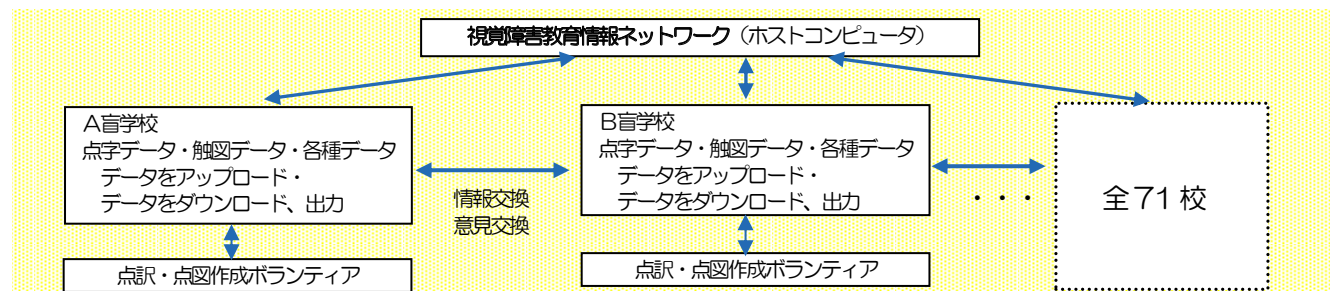 視覚障害教育情報ネットワーク（ホストコンピュータ）
A盲学校
点字データ・触図データ・各種データ
データをアップロード・
データをダウンロード、出力
情報交換
意見交換
B盲学校
点字データ・触図データ・各種データ
データをアップロード・
データをダウンロード、出力
・・・
全71校
点訳・点図作成ボランティア
点訳・点図作成ボランティア